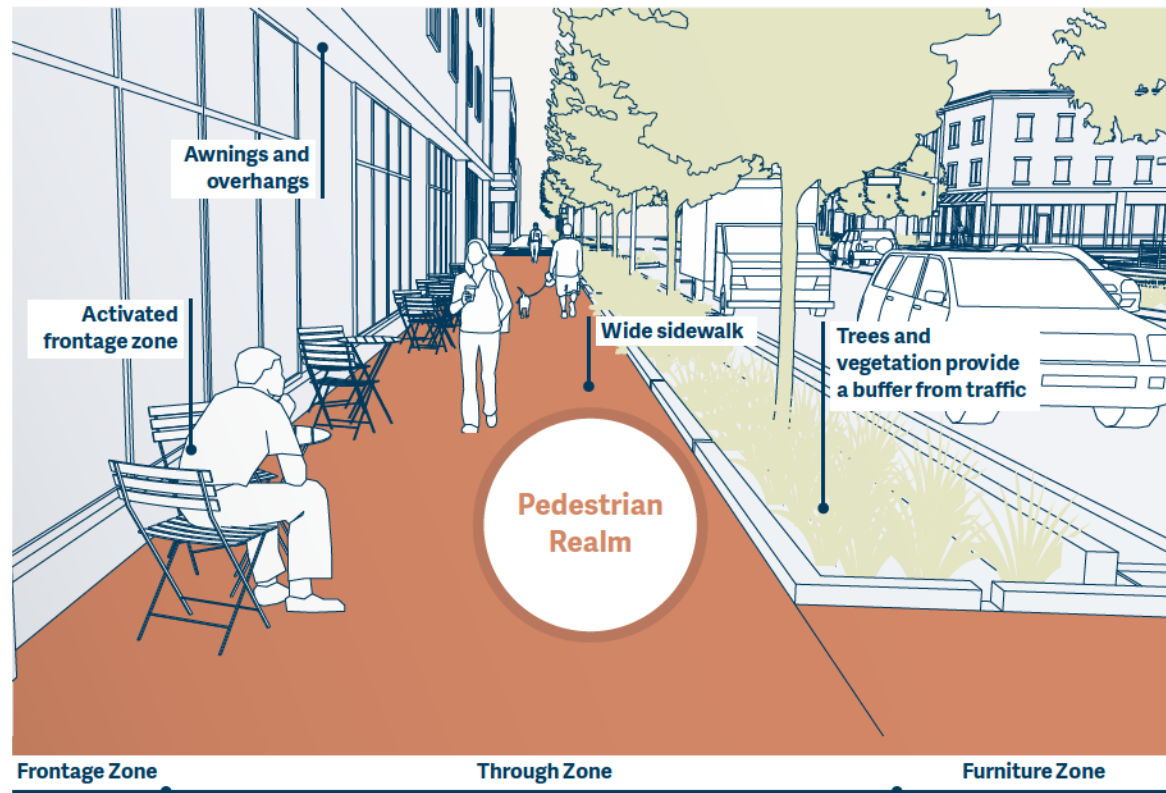 Awnings and
overhangs
Activated
frontage zone
Wide sidewalk
Trees and
vegetation provide
a buffer from traffic
Pedestrian
Realm
Frontage Zone
Through Zone
Furniture Zone